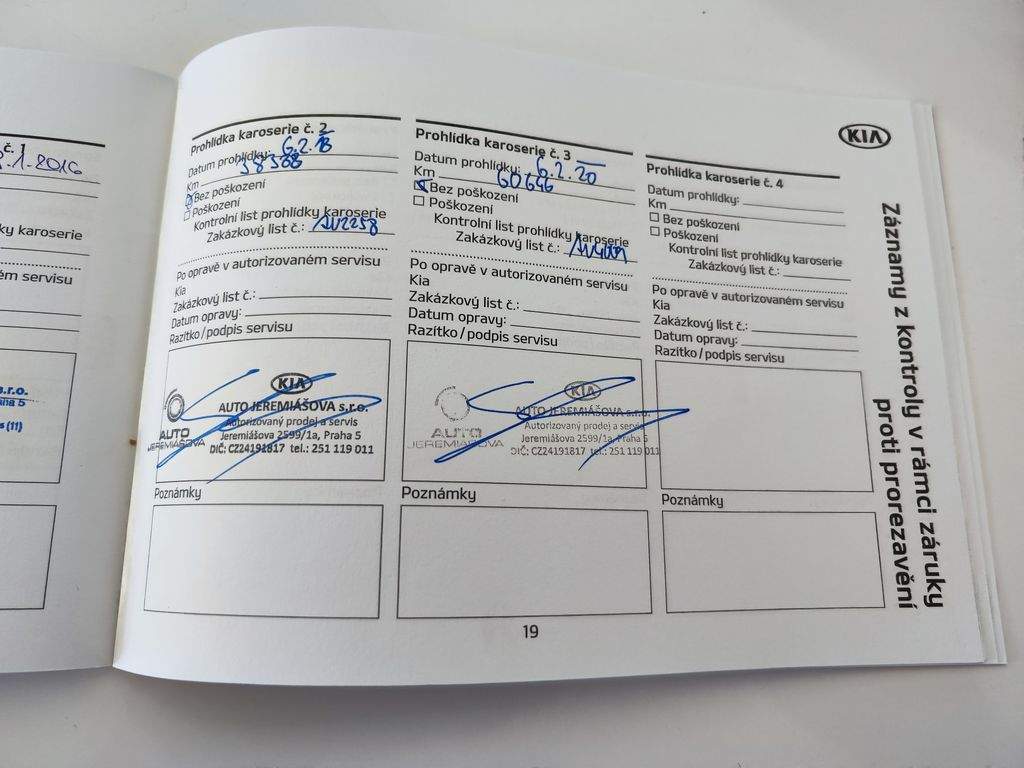 č. 1
.1.2016
ky karoserie
ém servisu
s.r.o.
aha 5
s (11)
Prohlídka karoserie č. 2
Datum prohlídky: 6.2.18
Km 38388
Bez poškození
Poškození
Kontrolní list prohlídky karoserie
Zakázkový list č.: AV2258
Po opravě v autorizovaném servisu
Kia
Zakázkový list č.:
Datum opravy:
Razítko / podpis servisu
KIA
AUTO JEREMIÁŠOVA s.r.o.
Autorizovaný prodej a servis
Jeremiášova 2599/1a, Praha 5
DIČ: CZ24191817 tel.: 251 119 011
AUTO
JEREMIÁŠOVA
Poznámky
Prohlídka karoserie č. 3
Datum prohlídky: 6.2.20
Km 60646
Bez poškození
Poškození
Kontrolní list prohlídky karoserie
Zakázkový list č.:
Po opravě v autorizovaném servisu
Kia
Zakázkový list č.:
Datum opravy:
Razítko / podpis servisu
KIA
AUTO JEREMIÁŠOVA s.r.o.
Autorizovaný prodej a servis
Jeremiášova 2599/1a, Praha 5
DIČ: CZ24191817 tel.: 251 119 011
AUTO
JEREMIÁŠOVA
Poznámky
Prohlídka karoserie č. 4
Datum prohlídky:
Km
Bez poškození
Poškození
Kontrolní list prohlídky karoserie
Zakázkový list č.:
Po opravě v autorizovaném servisu
Kia
Zakázkový list č.:
Datum opravy:
Razítko / podpis servisu
Poznámky
KIA
Záznamy z kontroly v rámci záruky
proti prorezavění
19